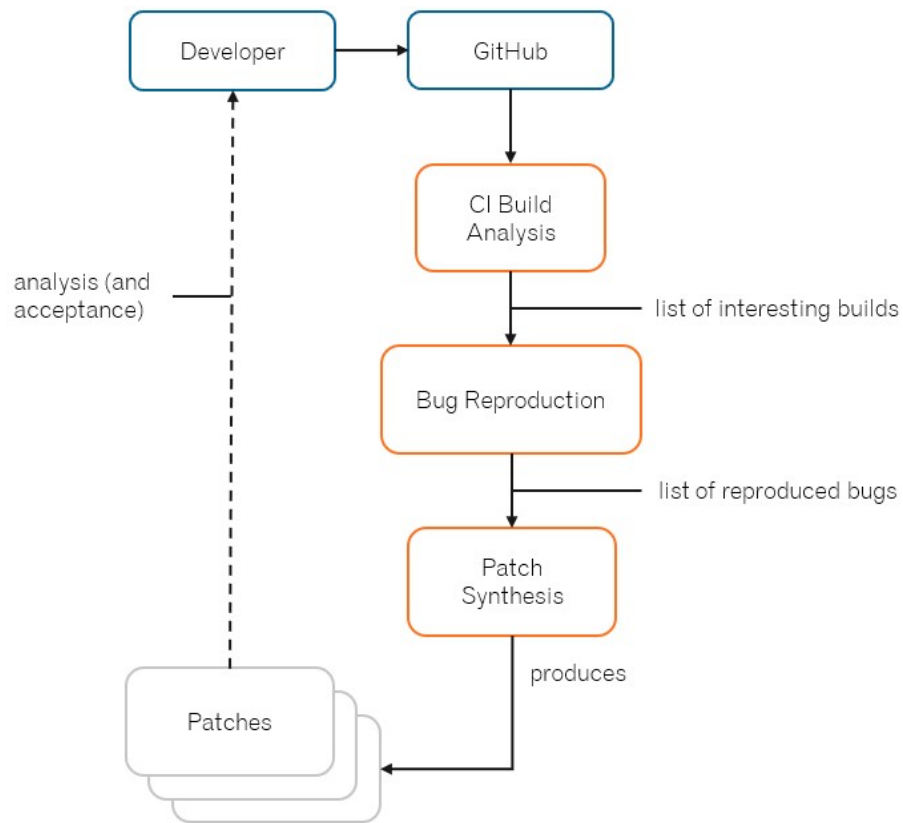 Developer
GitHub
CI Build
Analysis
analysis (and
acceptance)
list of interesting builds
Bug Reproduction
list of reproduced bugs
Patch
Synthesis
produces
Patches